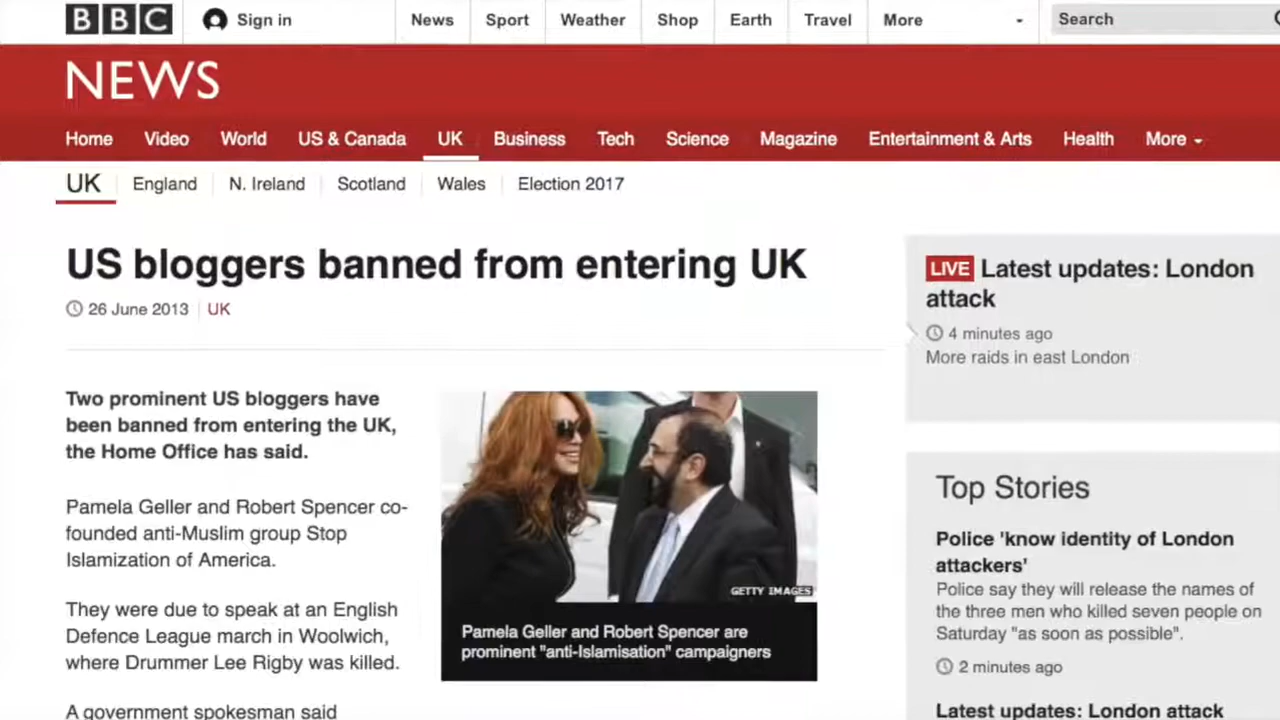 BBC
Sign in
News
Sport
Weather
Shop
Earth
Travel
More
Search
NEWS
Home
Video
World
US & Canada
UK
Business
Tech
Science
Magazine
Entertainment & Arts
Health
More
UK
England
N. Ireland
Scotland
Wales
Election 2017
US bloggers banned from entering UK
26 June 2013
UK
Two prominent US bloggers have
been banned from entering the UK,
the Home Office has said.
Pamela Geller and Robert Spencer co-
founded anti-Muslim group Stop
Islamization of America.
They were due to speak at an English
Defence League march in Woolwich,
where Drummer Lee Rigby was killed.
A government spokesman said
GETTY IMAGES
Pamela Geller and Robert Spencer are
prominent "anti-Islamisation" campaigners
LIVE Latest updates: London
attack
4 minutes ago
More raids in east London
Top Stories
Police 'know identity of London
attackers'
Police say they will release the names of
the three men who killed seven people on
Saturday "as soon as possible".
2 minutes ago
Latest updates: London attack